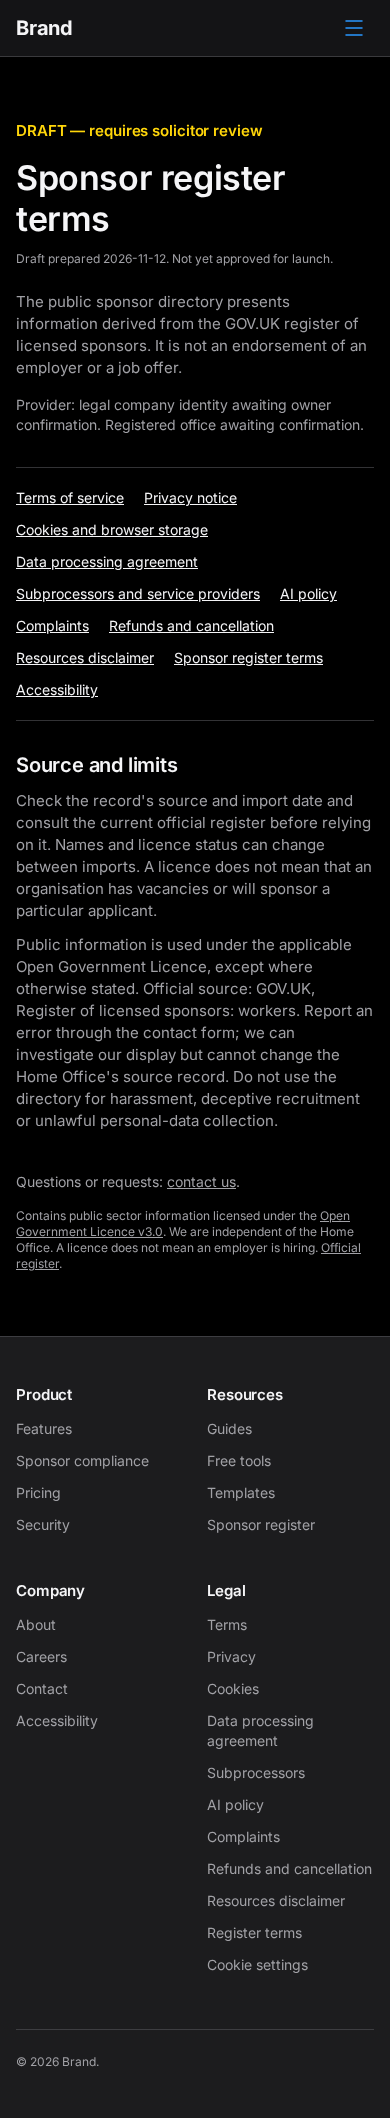 Brand
DRAFT — requires solicitor review
Sponsor register
terms
Draft prepared 2026-11-12. Not yet approved for launch.
The public sponsor directory presents
information derived from the GOV.UK register of
licensed sponsors. It is not an endorsement of an
employer or a job offer.
Provider: legal company identity awaiting owner
confirmation. Registered office awaiting confirmation.
Terms of service Privacy notice
Cookies and browser storage
Data processing agreement
Subprocessors and service providers AI policy
Complaints Refunds and cancellation
Resources disclaimer Sponsor register terms
Accessibility
Source and limits
Check the record's source and import date and
consult the current official register before relying
on it. Names and licence status can change
between imports. A licence does not mean that an
organisation has vacancies or will sponsor a
particular applicant.
Public information is used under the applicable
Open Government Licence, except where
otherwise stated. Official source: GOV.UK,
Register of licensed sponsors: workers. Report an
error through the contact form; we can
investigate our display but cannot change the
Home Office's source record. Do not use the
directory for harassment, deceptive recruitment
or unlawful personal-data collection.
Questions or requests: contact us.
Contains public sector information licensed under the Open
Government Licence v3.0. We are independent of the Home
Office. A licence does not mean an employer is hiring. Official
register.
Product
Features
Sponsor compliance
Pricing
Security
Resources
Guides
Free tools
Templates
Sponsor register
Company
About
Careers
Contact
Accessibility
Legal
Terms
Privacy
Cookies
Data processing
agreement
Subprocessors
AI policy
Complaints
Refunds and cancellation
Resources disclaimer
Register terms
Cookie settings
© 2026 Brand.